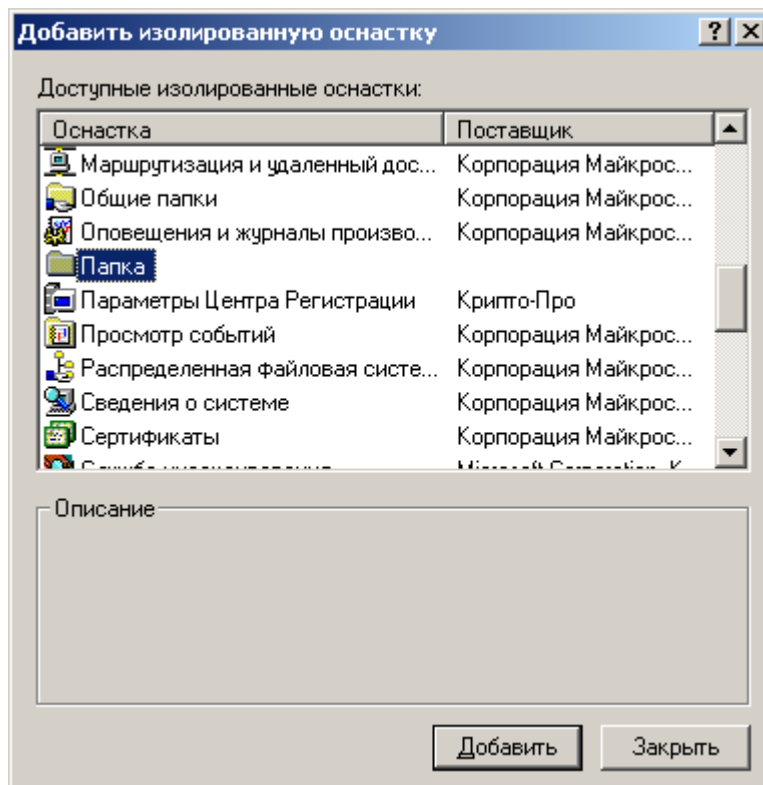 Добавить изолированную оснастку
Доступные изолированные оснастки:
Оснастка Поставщик
Маршрутизация и удаленный дос... Корпорация Майкрос...
Общие папки Корпорация Майкрос...
Оповещения и журналы произво... Корпорация Майкрос...
Папка
Параметры Центра Регистрации Крипто-Про
Просмотр событий Корпорация Майкрос...
Распределенная файловая систе... Корпорация Майкрос...
Сведения о системе Корпорация Майкрос...
Сертификаты Корпорация Майкрос...
Описание
Добавить Закрыть